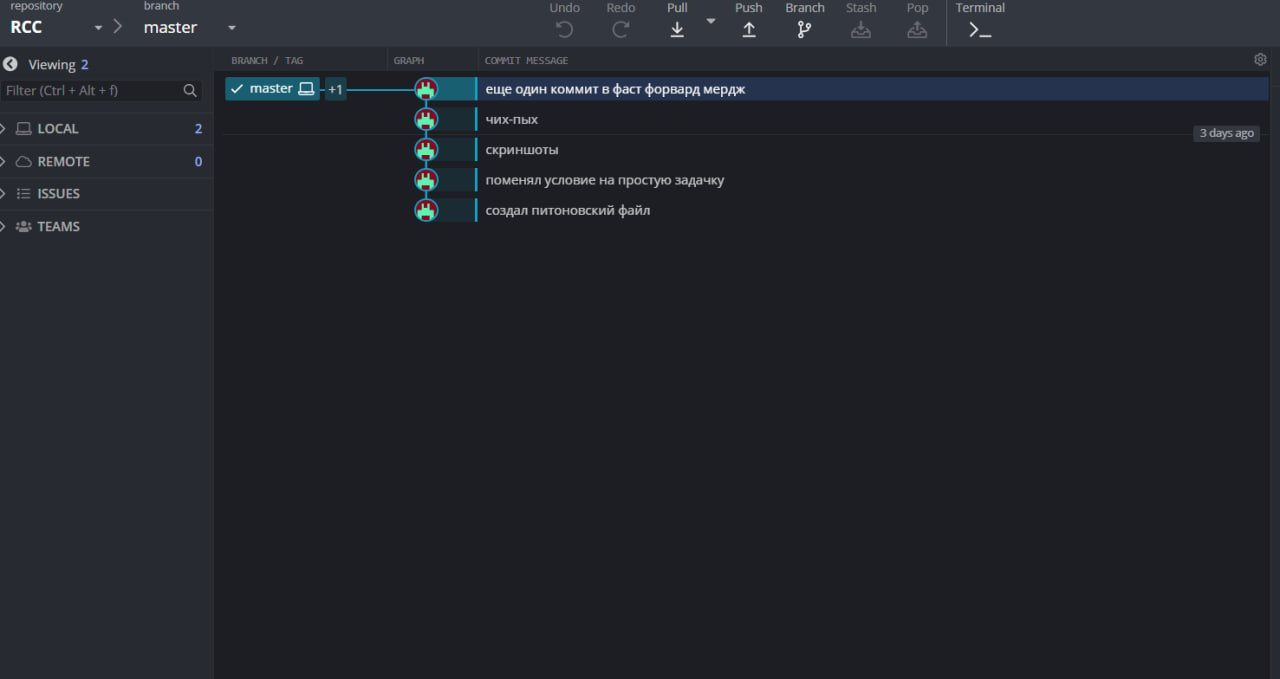 repository
branch
Undo
Redo
Pull
Push
Branch
Stash
Pop
Terminal
RCC
master
Viewing 2
BRANCH / TAG
GRAPH
COMMIT MESSAGE
Filter (Ctrl + Alt + f)
master
+1
еще один коммит в фаст форвард мердж
чих-пых
LOCAL 2
3 days ago
скриншоты
REMOTE 0
поменял условие на простую задачку
ISSUES
создал питоновский файл
TEAMS